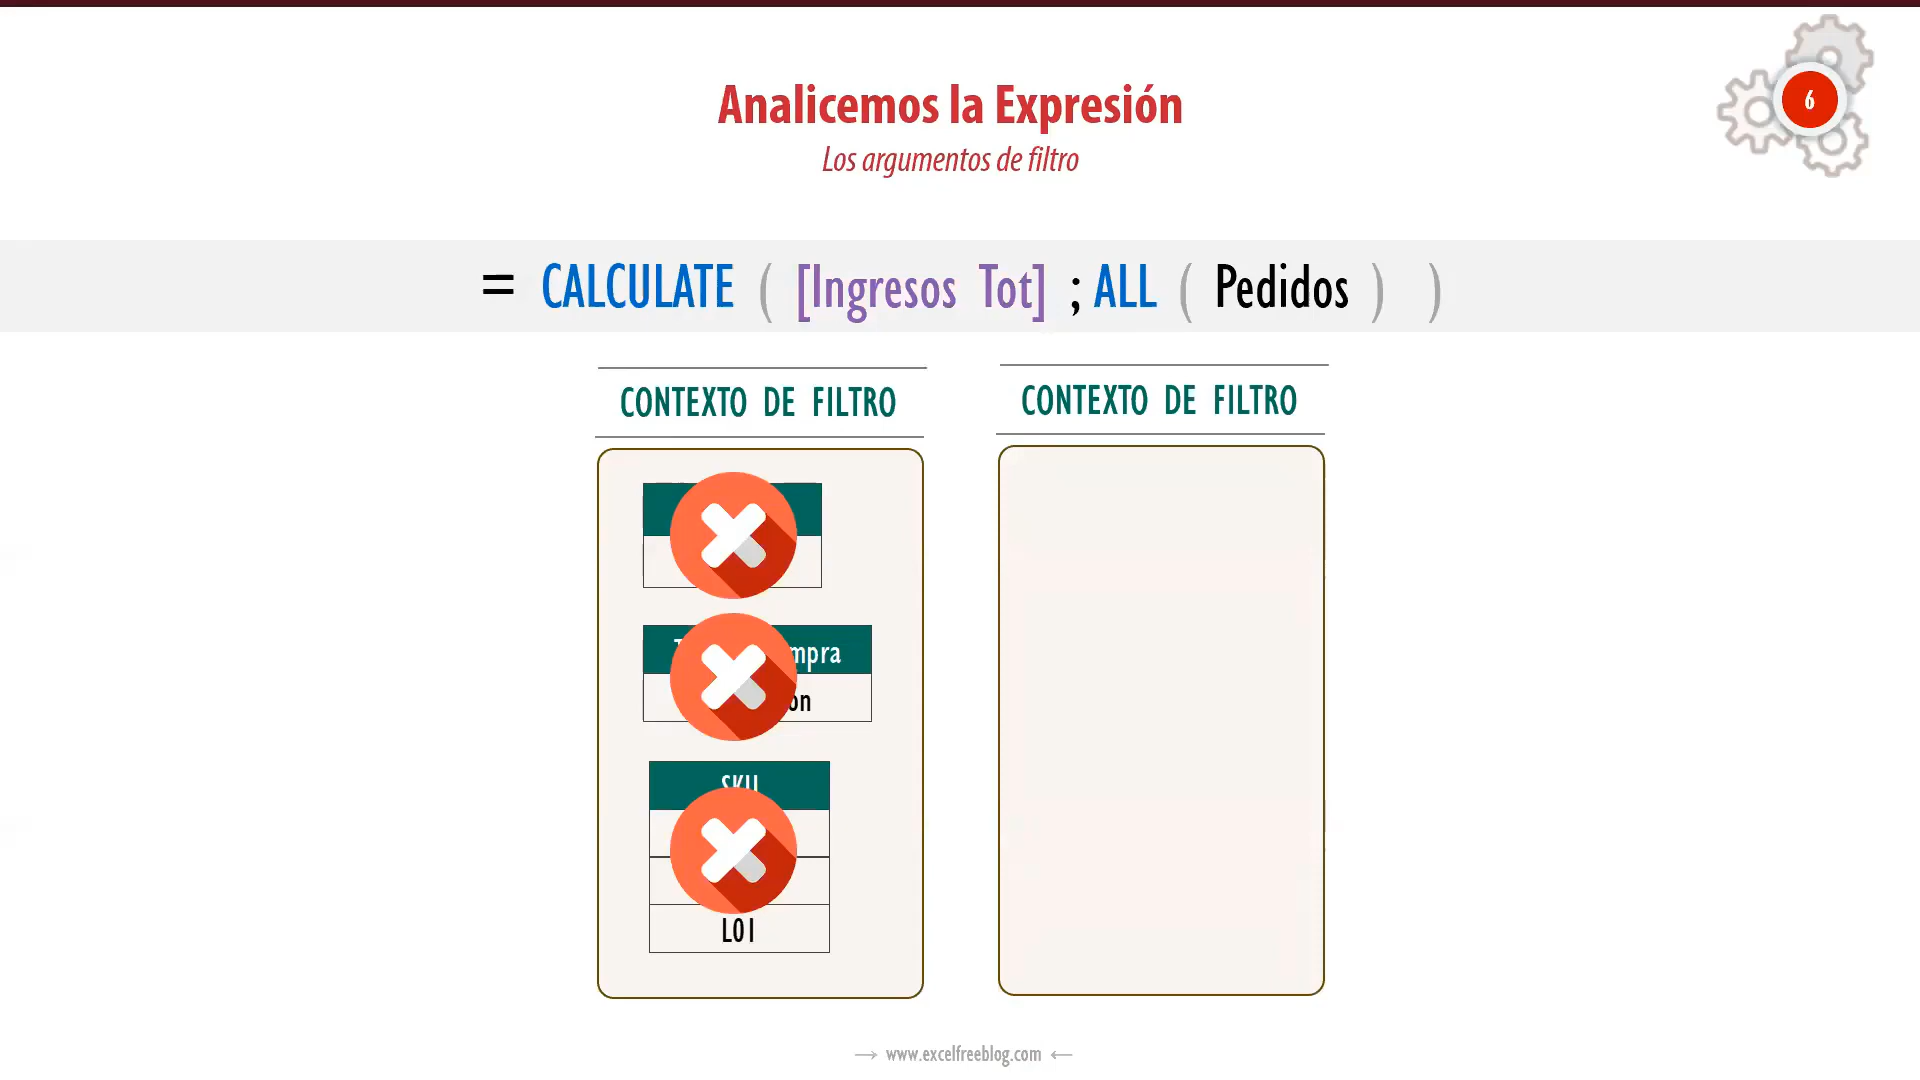 6
Analicemos la Expresión
Los argumentos de filtro
= CALCULATE ( [Ingresos Tot] ; ALL ( Pedidos ) )
CONTEXTO DE FILTRO
CONTEXTO DE FILTRO
SKU
L01
→ www.excelfreeblog.com ←